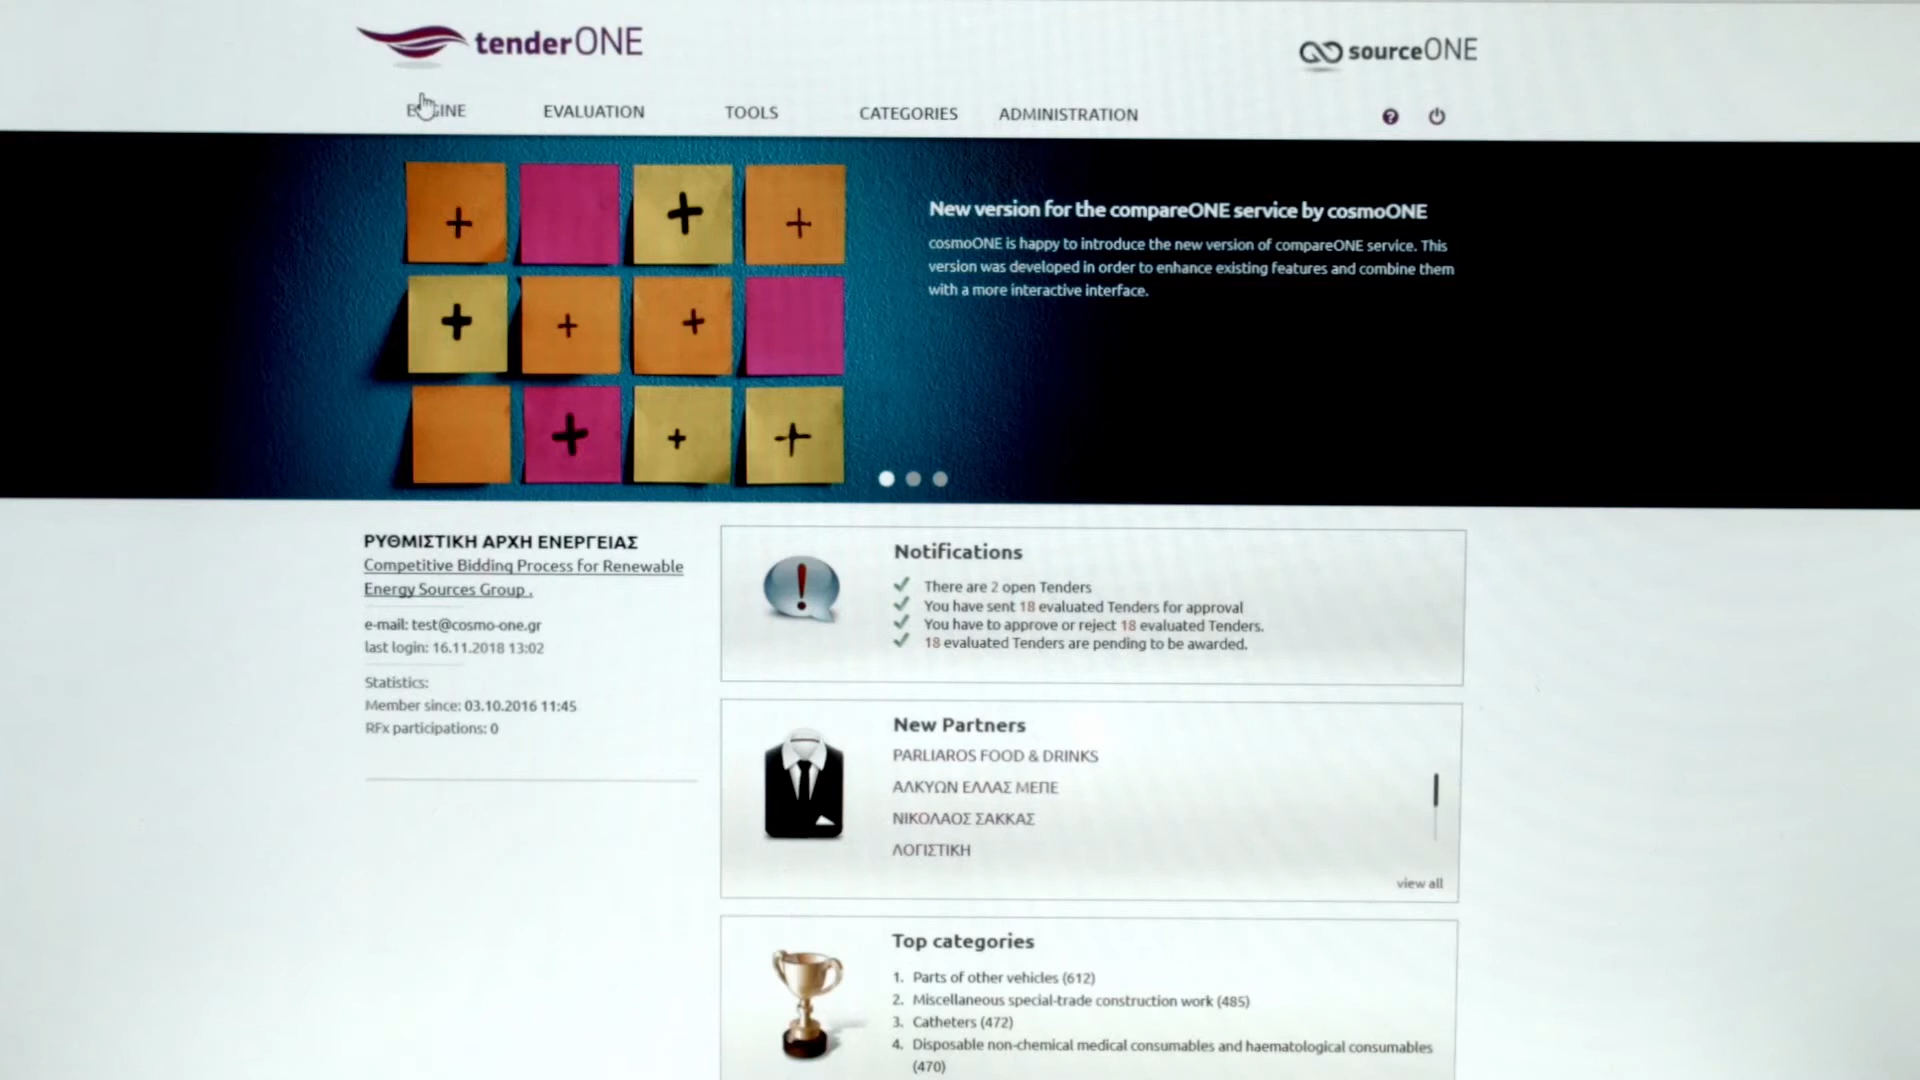 tenderONE
sourceONE
EVALUATION
TOOLS
CATEGORIES
ADMINISTRATION
New version for the compareONE service by cosmoONE
cosmoONE is happy to introduce the new version of compareONE service. This
version was developed in order to enhance existing features and combine them
with a more interactive interface.
ΡΥΘΜΙΣΤΙΚΗ ΑΡΧΗ ΕΝΕΡΓΕΙΑΣ
Competitive Bidding Process for Renewable
Energy Sources Group .
e-mail: test@cosmo-one.gr
last login: 16.11.2018 13:02
Statistics:
Member since: 03.10.2016 11:45
RFx participations: 0
Notifications
There are 2 open Tenders
You have sent 18 evaluated Tenders for approval
You have to approve or reject 18 evaluated Tenders.
18 evaluated Tenders are pending to be awarded.
New Partners
PARLIAROS FOOD & DRINKS
ΑΛΚΥΩΝ ΕΛΛΑΣ ΜΕΠΕ
ΝΙΚΟΛΑΟΣ ΣΑΚΚΑΣ
ΛΟΓΙΣΤΙΚΗ
view all
Top categories
1. Parts of other vehicles (612)
2. Miscellaneous special-trade construction work (485)
3. Catheters (472)
4. Disposable non-chemical medical consumables and haematological consumables
(470)